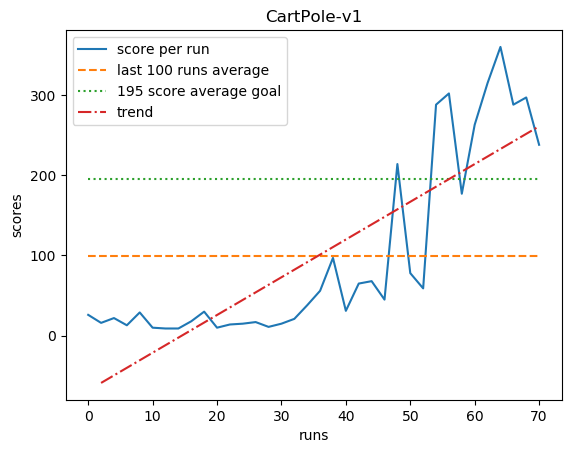 CartPole-v1
score per run
last 100 runs average
195 score average goal
trend
scores
300
200
100
0
0 10 20 30 40 50 60 70
runs